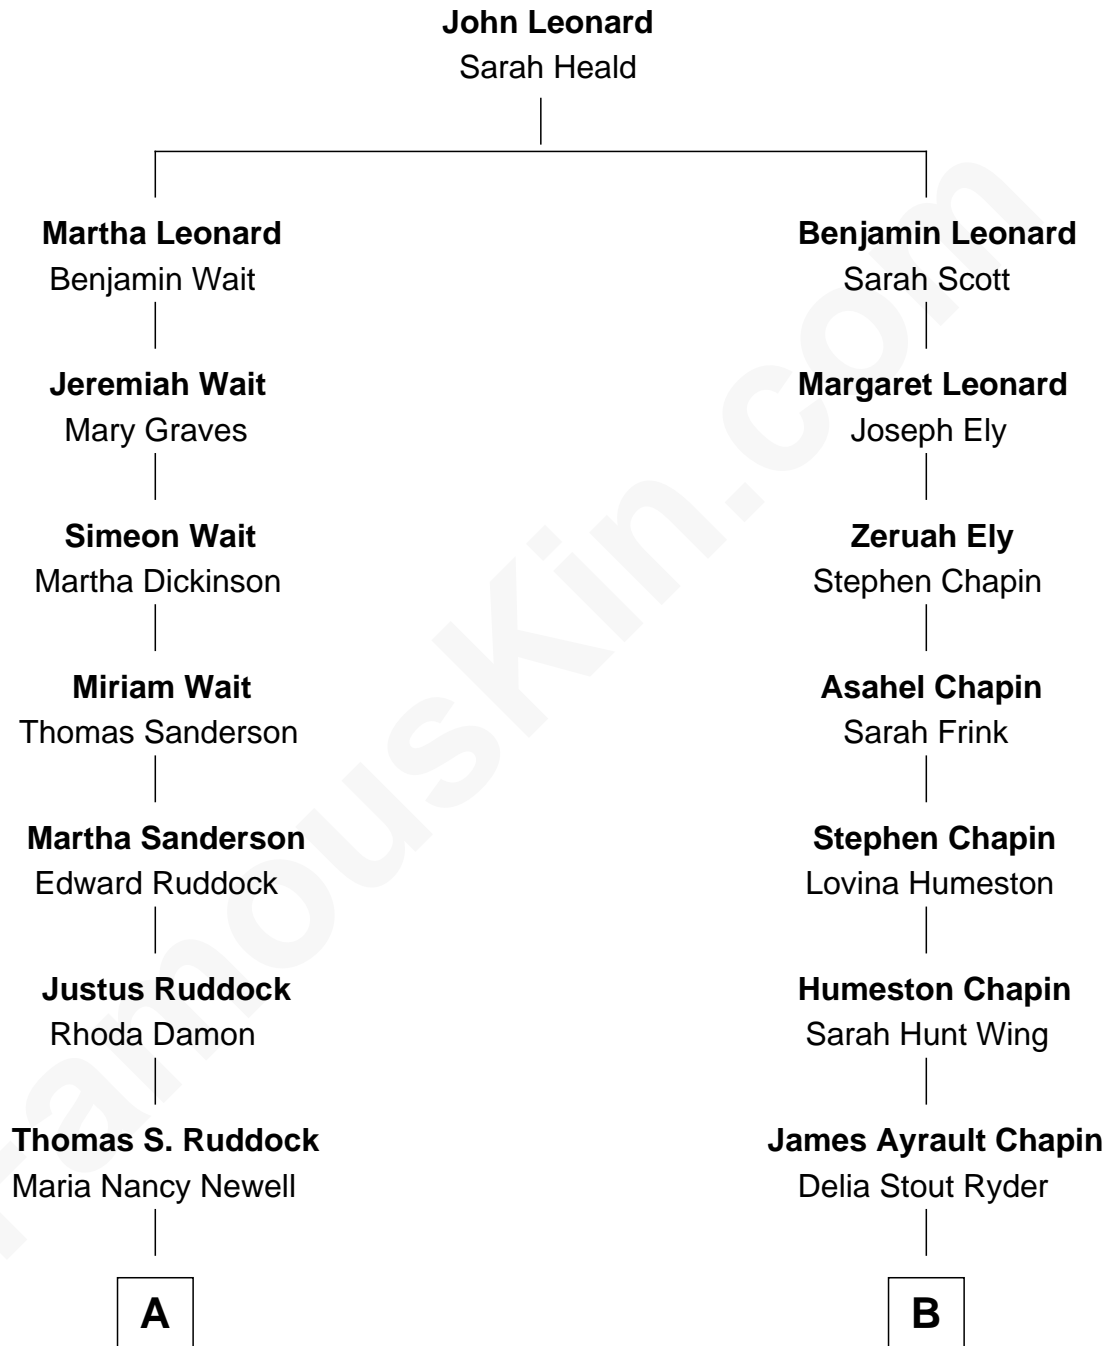 John Leonard
Sarah Heald
Martha Leonard
Benjamin Wait
Benjamin Leonard
Sarah Scott
Jeremiah Wait
Mary Graves
Margaret Leonard
Joseph Ely
Simeon Wait
Martha Dickinson
Zeruah Ely
Stephen Chapin
Miriam Wait
Thomas Sanderson
Asahel Chapin
Sarah Frink
Martha Sanderson
Edward Ruddock
Stephen Chapin
Lovina Humeston
Justus Ruddock
Rhoda Damon
Humeston Chapin
Sarah Hunt Wing
Thomas S. Ruddock
Maria Nancy Newell
James Ayrault Chapin
Delia Stout Ryder
A
B
FamousKin.com